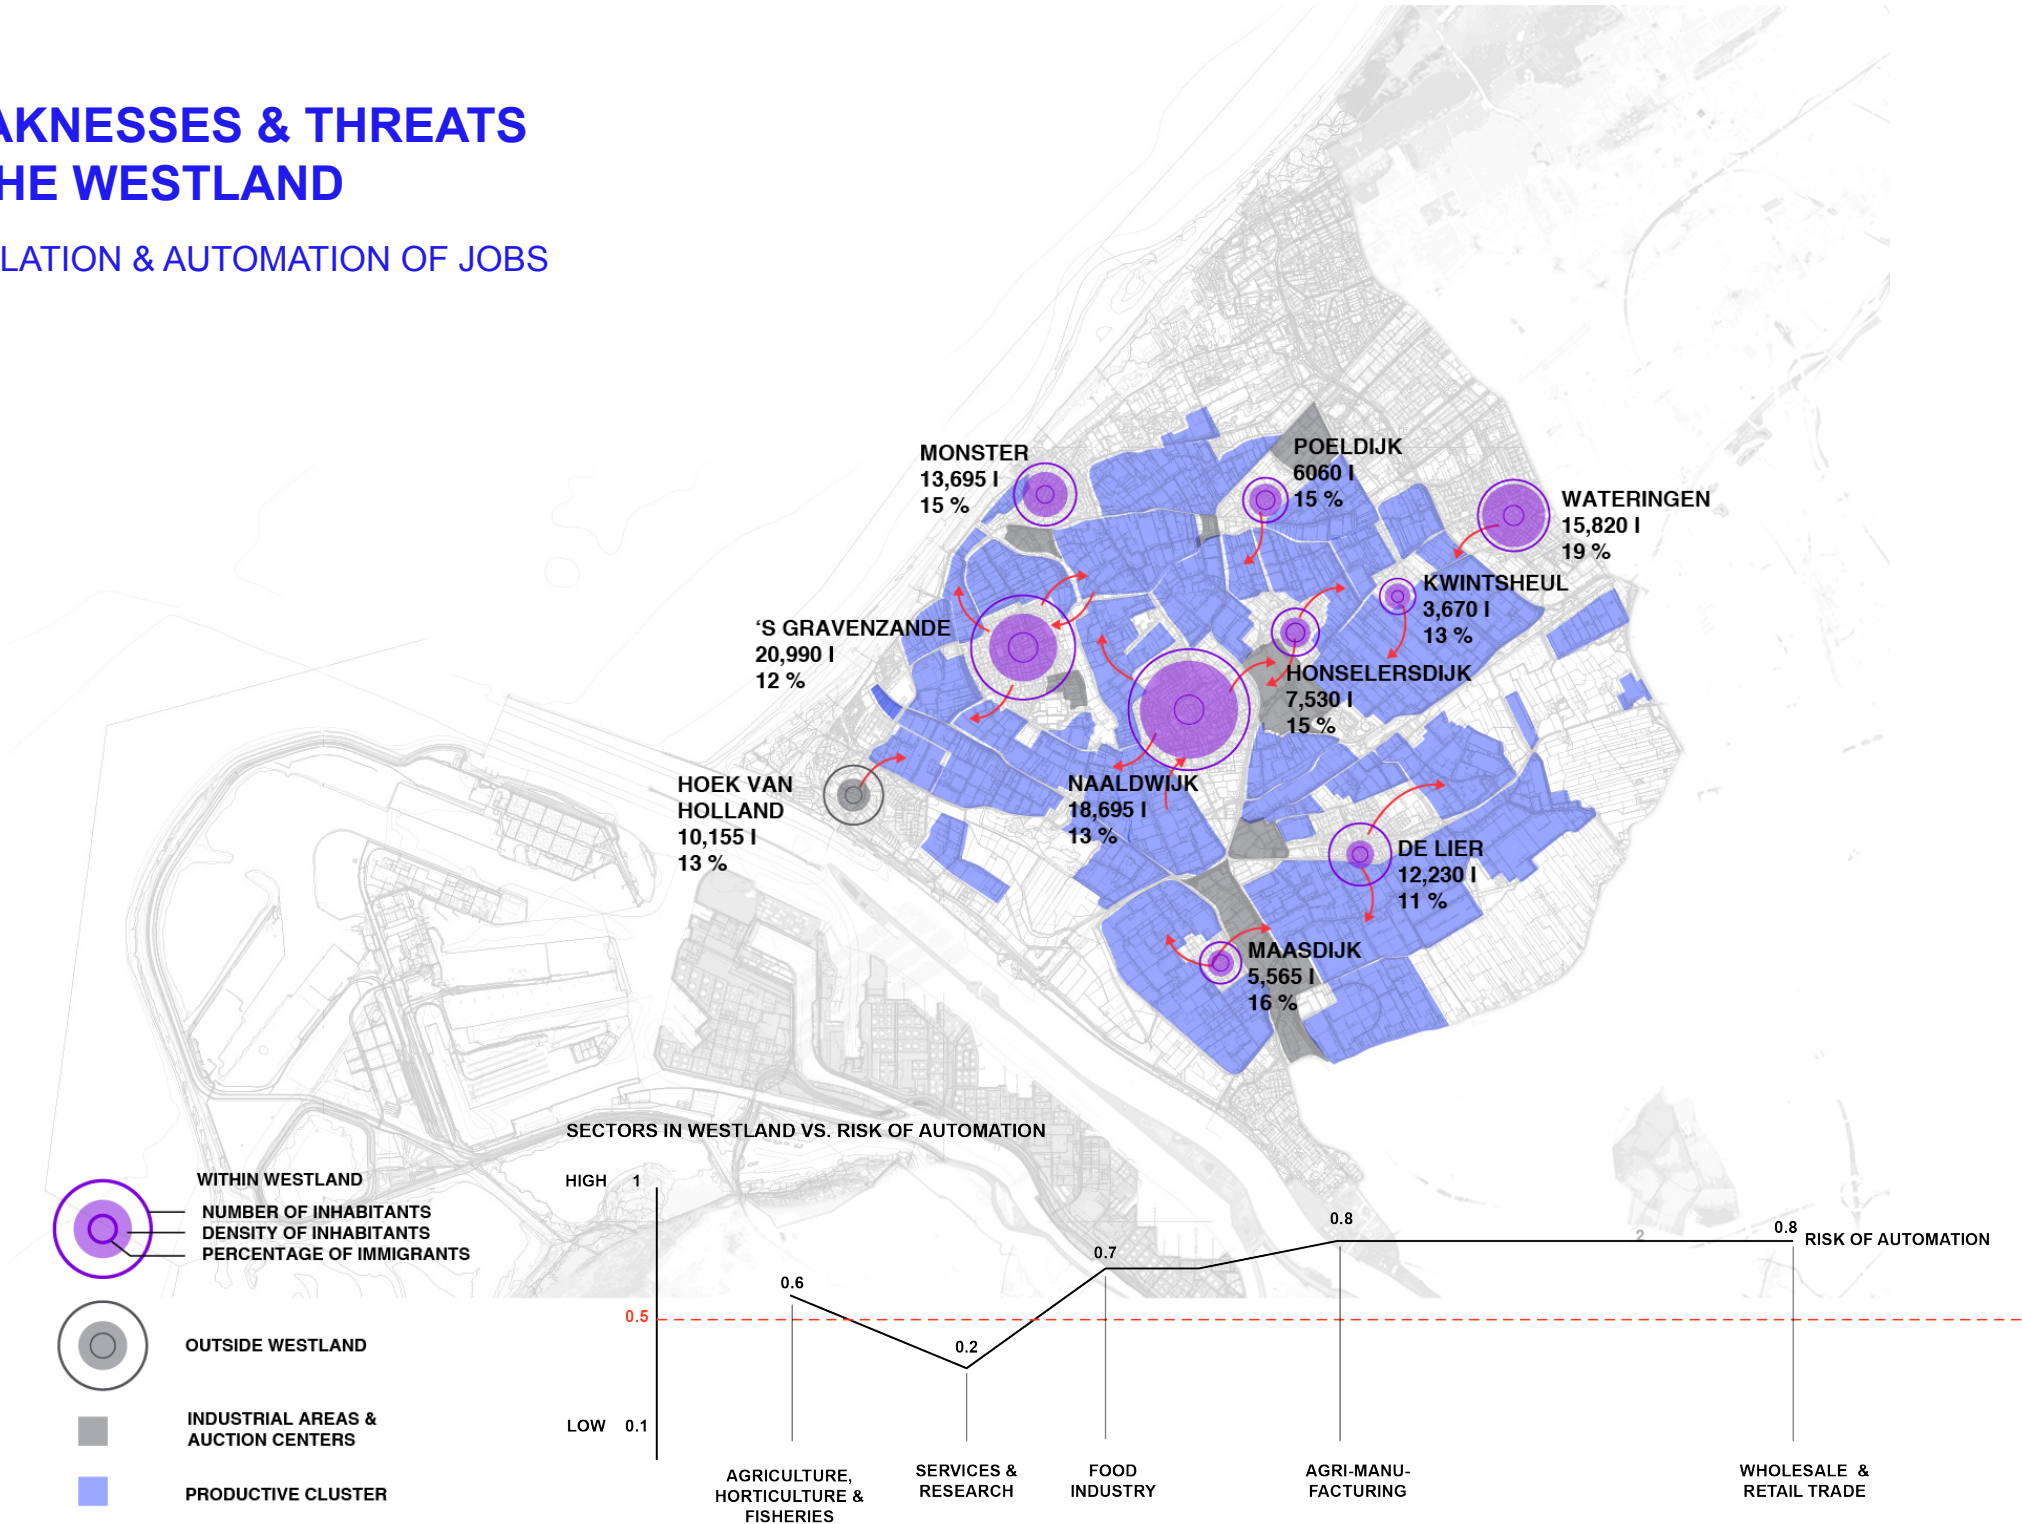 AKNESSES & THREATS
HE WESTLAND
LATION & AUTOMATION OF JOBS
MONSTER
13,695 I
15 %
POELDIJK
6060 I
15 %
WATERINGEN
15,820 I
19 %
KWINTSHEUL
3,670 I
13 %
‘S GRAVENZANDE
20,990 I
12 %
HONSELERSDIJK
7,530 I
15 %
HOEK VAN
HOLLAND
10,155 I
13 %
NAALDWIJK
18,695 I
13 %
DE LIER
12,230 I
11 %
MAASDIJK
5,565 I
16 %
WITHIN WESTLAND
NUMBER OF INHABITANTS
DENSITY OF INHABITANTS
PERCENTAGE OF IMMIGRANTS
OUTSIDE WESTLAND
INDUSTRIAL AREAS &
AUCTION CENTERS
PRODUCTIVE CLUSTER
SECTORS IN WESTLAND VS. RISK OF AUTOMATION
HIGH 1
0.5
LOW 0.1
0.6
0.2
0.7
0.8
2
0.8
RISK OF AUTOMATION
AGRICULTURE,
HORTICULTURE &
FISHERIES
SERVICES &
RESEARCH
FOOD
INDUSTRY
AGRI-MANU-
FACTURING
WHOLESALE &
RETAIL TRADE